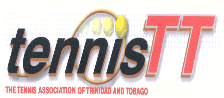 tennisTT
THE TENNIS ASSOCIATION OF TRINIDAD AND TOBAGO